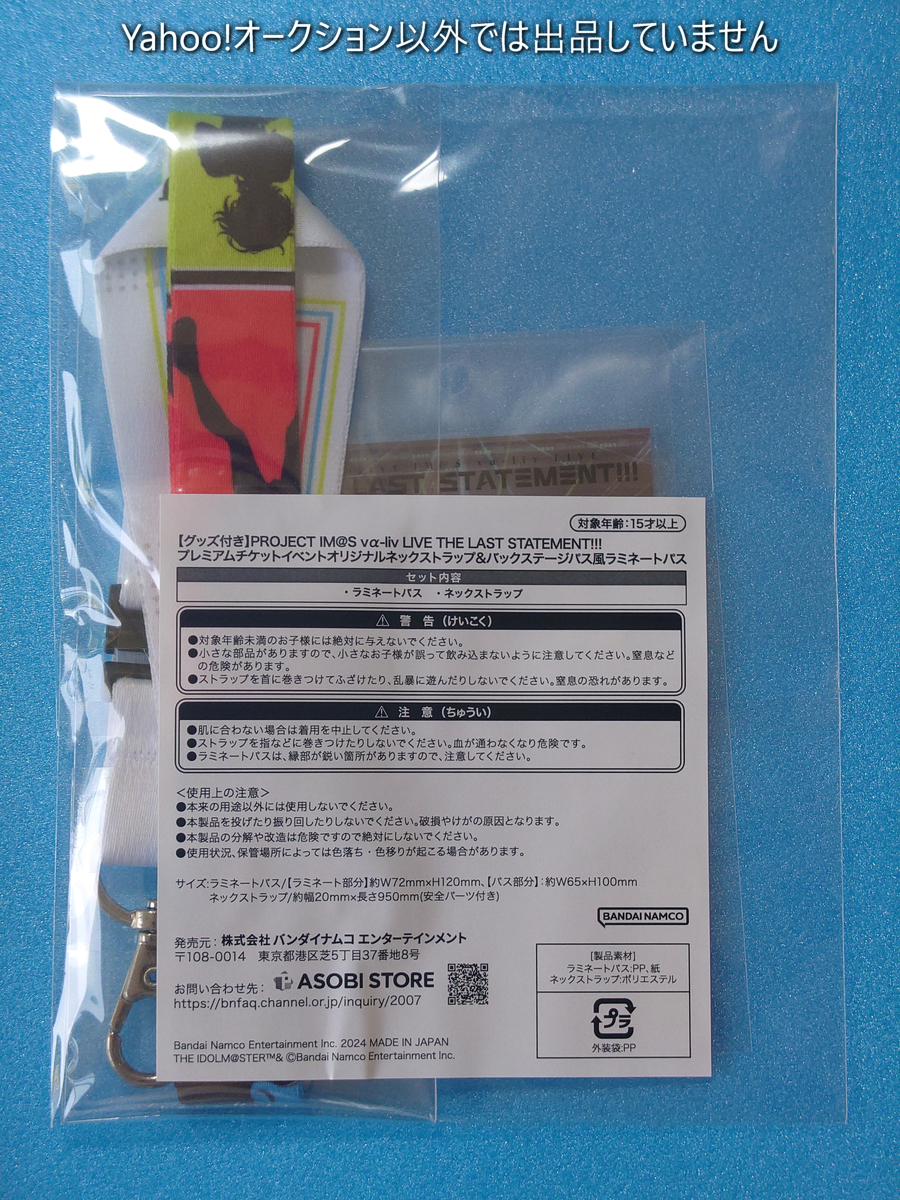 Yahoo!オークション以外では出品していません
LAST STATEMENT!!!
対象年齢:15才以上
【グッズ付き】PROJECT IM@S vα-liv LIVE THE LAST STATEMENT!!!
プレミアムチケットイベントオリジナルネックストラップ&バックステージパス風ラミネートパス
セット内容
・ラミネートパス ・ネックストラップ
⚠ 警 告(けいこく)
●対象年齢未満のお子様には絶対に与えないでください。
●小さな部品がありますので、小さなお子様が誤って飲み込まないように注意してください。窒息など
の危険があります。
●ストラップを首に巻きつけてふざけたり、乱暴に遊んだりしないでください。窒息の恐れがあります。
⚠ 注 意(ちゅうい)
●肌に合わない場合は着用を中止してください。
●ストラップを指などに巻きつけたりしないでください。血が通わなくなり危険です。
●ラミネートパスは、縁部が鋭い箇所がありますので、注意してください。
<使用上の注意>
●本来の用途以外には使用しないでください。
●本製品を投げたり振り回したりしないでください。破損やけがの原因となります。
●本製品の分解や改造は危険ですので絶対にしないでください。
●使用状況、保管場所によっては色落ち・色移りが起こる場合があります。
サイズ:ラミネートパス/【ラミネート部分】約W72mm×H120mm、【パス部分】:約W65×H100mm
ネックストラップ/約幅20mm×長さ950mm(安全パーツ付き)
BANDAI NAMCO
発売元:株式会社 バンダイナムコ エンターテインメント
〒108-0014 東京都港区芝5丁目37番地8号
お問い合わせ先: ASOBI STORE
https://bnfaq.channel.or.jp/inquiry/2007
[製品素材]
ラミネートパス:PP、紙
ネックストラップ:ポリエステル
プラ
外装袋:PP
Bandai Namco Entertainment Inc. 2024 MADE IN JAPAN
THE IDOLM@STER™& ©Bandai Namco Entertainment Inc.